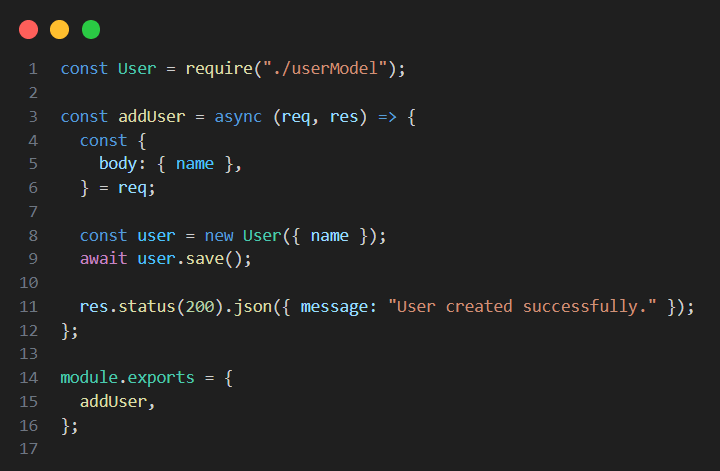 1 const User = require("./userModel");
2
3 const addUser = async (req, res) => {
4   const {
5     body: { name },
6   } = req;
7
8   const user = new User({ name });
9   await user.save();
10
11   res.status(200).json({ message: "User created successfully." });
12 };
13
14 module.exports = {
15   addUser,
16 };
17